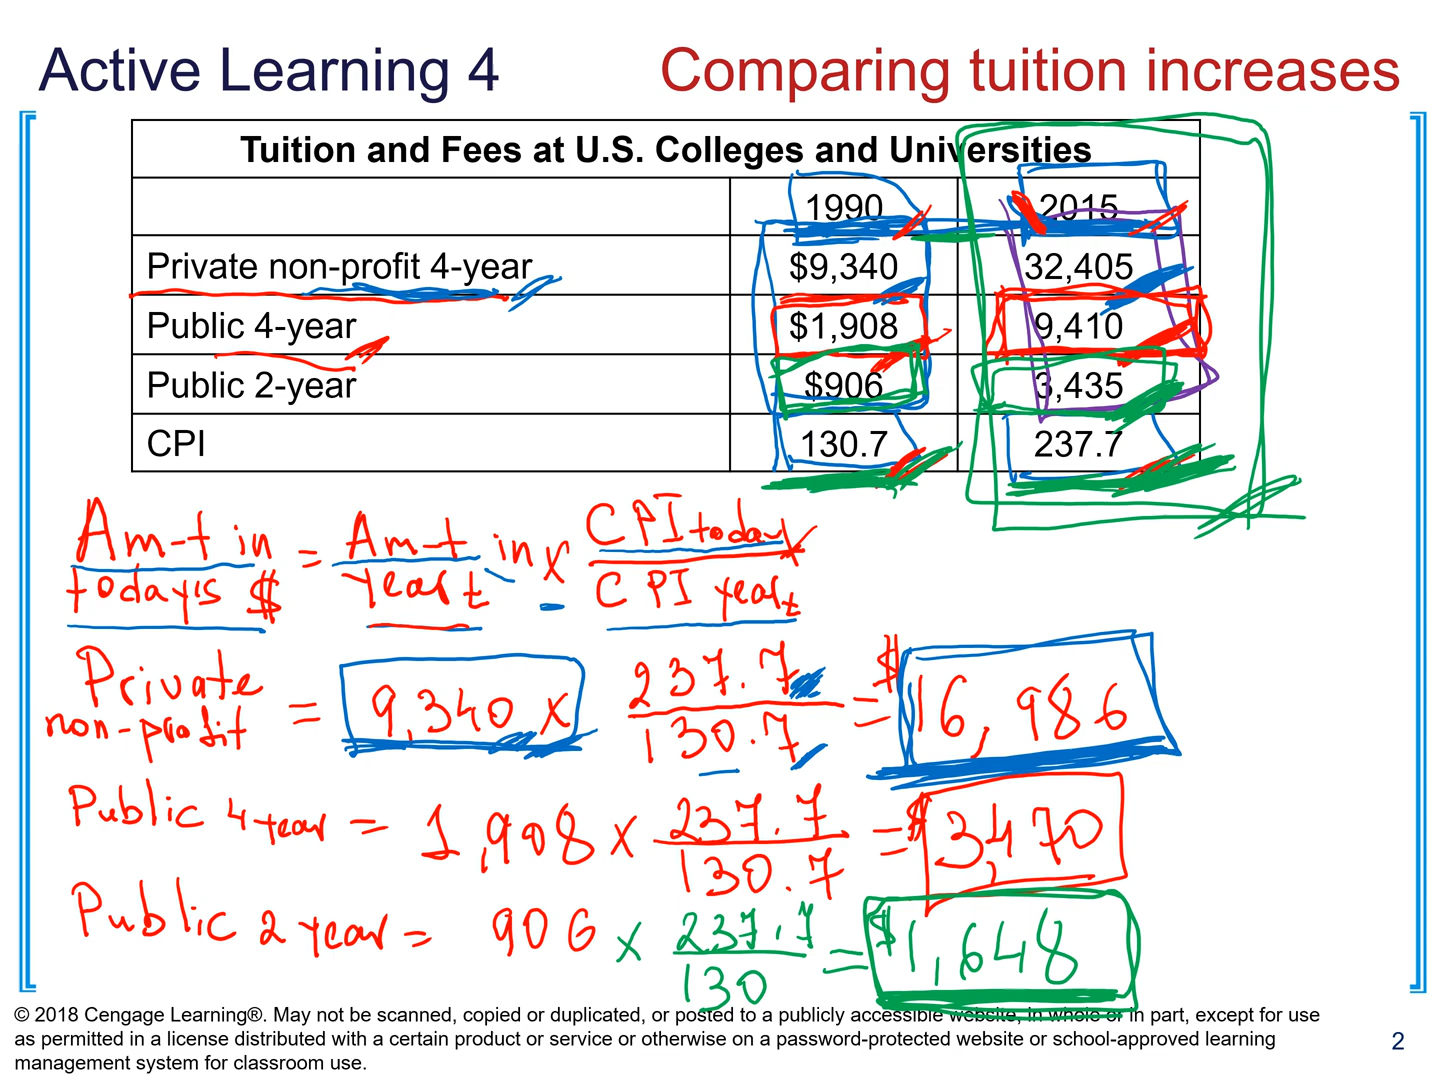 Active Learning 4 Comparing tuition increases
Tuition and Fees at U.S. Colleges and Universities
1990 2015
Private non-profit 4-year $9,340 32,405
Public 4-year $1,908 9,410
Public 2-year $906 3,435
CPI 130.7 237.7
Am-t in today's $ = Am-t in year t x CPI today / CPI year t
Private non-profit = 9,340 x 237.7 / 130.7 = $16,986
Public 4 year = 1,908 x 237.7 / 130.7 = $3,470
Public 2 year = 906 x 237.7 / 130 = $1,648
© 2018 Cengage Learning®. May not be scanned, copied or duplicated, or posted to a publicly accessible website, in whole or in part, except for use
as permitted in a license distributed with a certain product or service or otherwise on a password-protected website or school-approved learning
management system for classroom use.
2